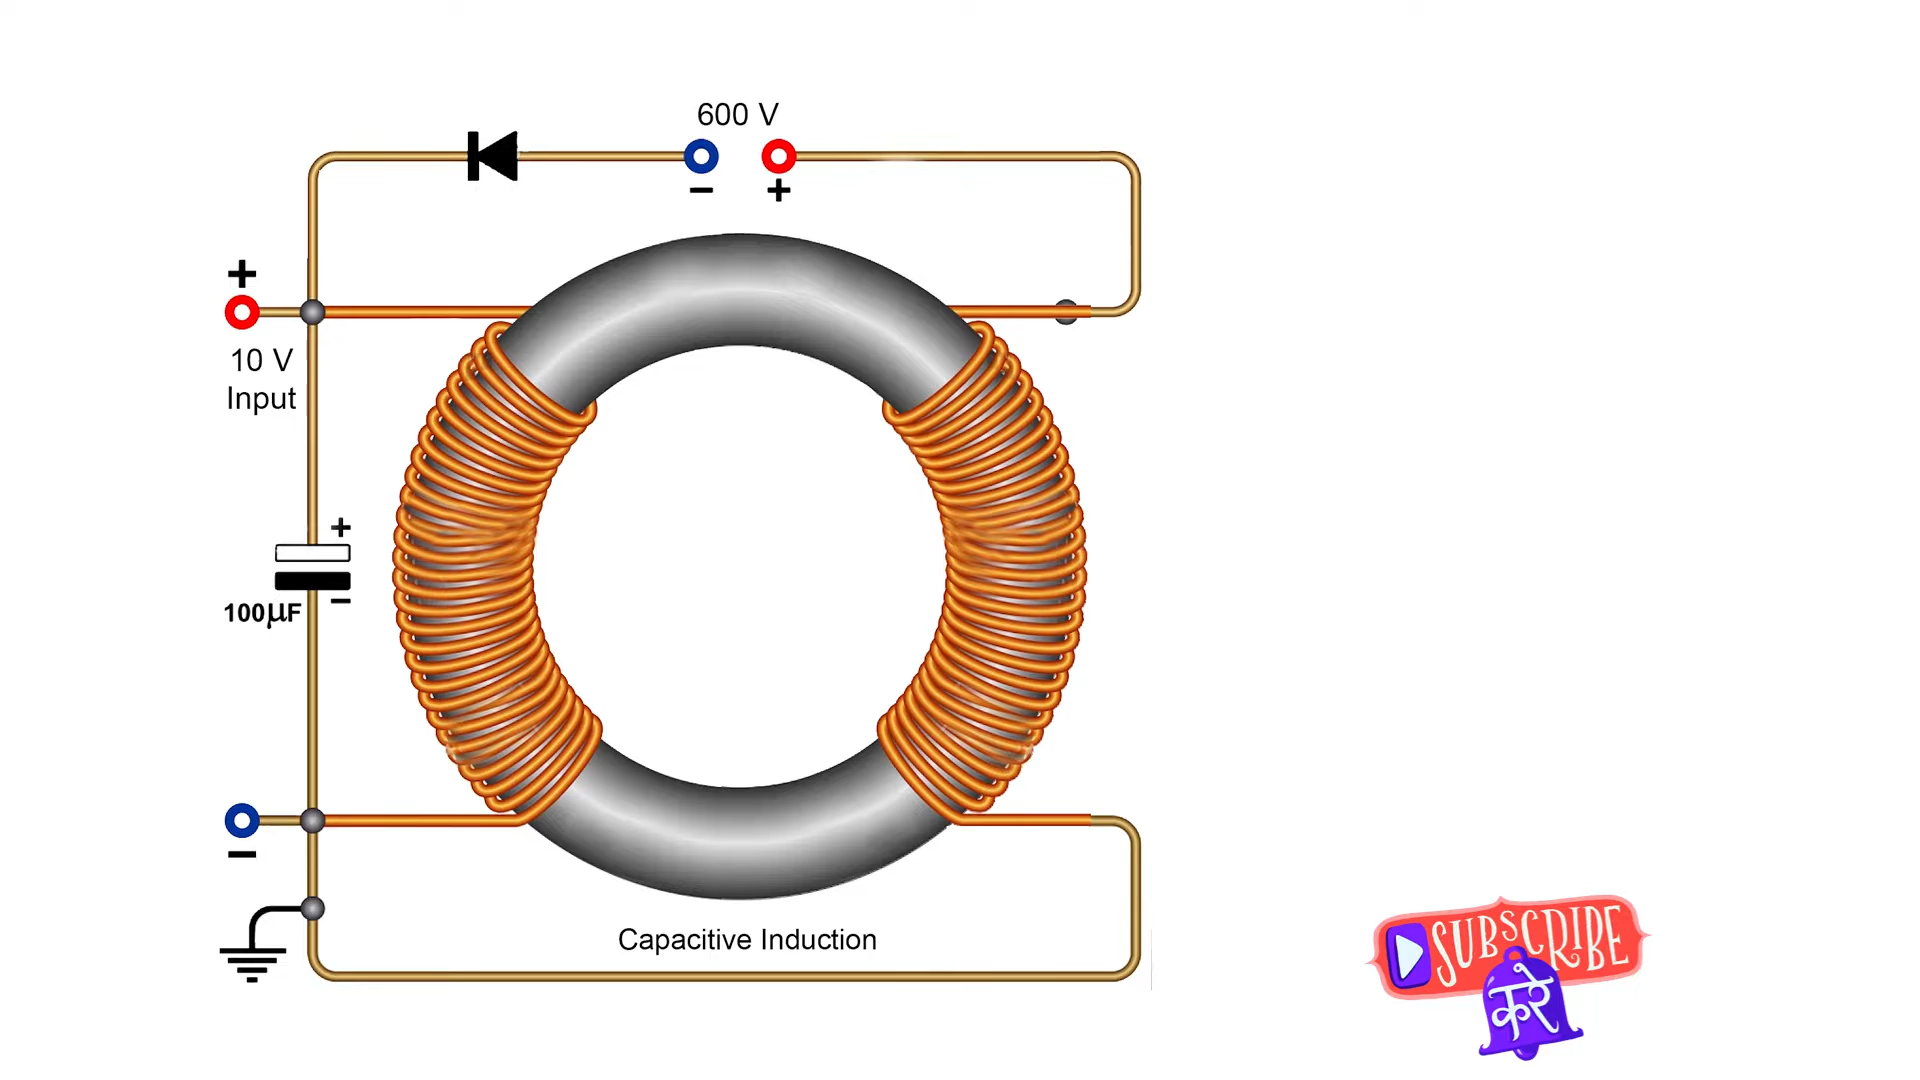 600 V
− +
+
10 V
Input
+
100µF −
−
Capacitive Induction
SUBSCRIBE
करे